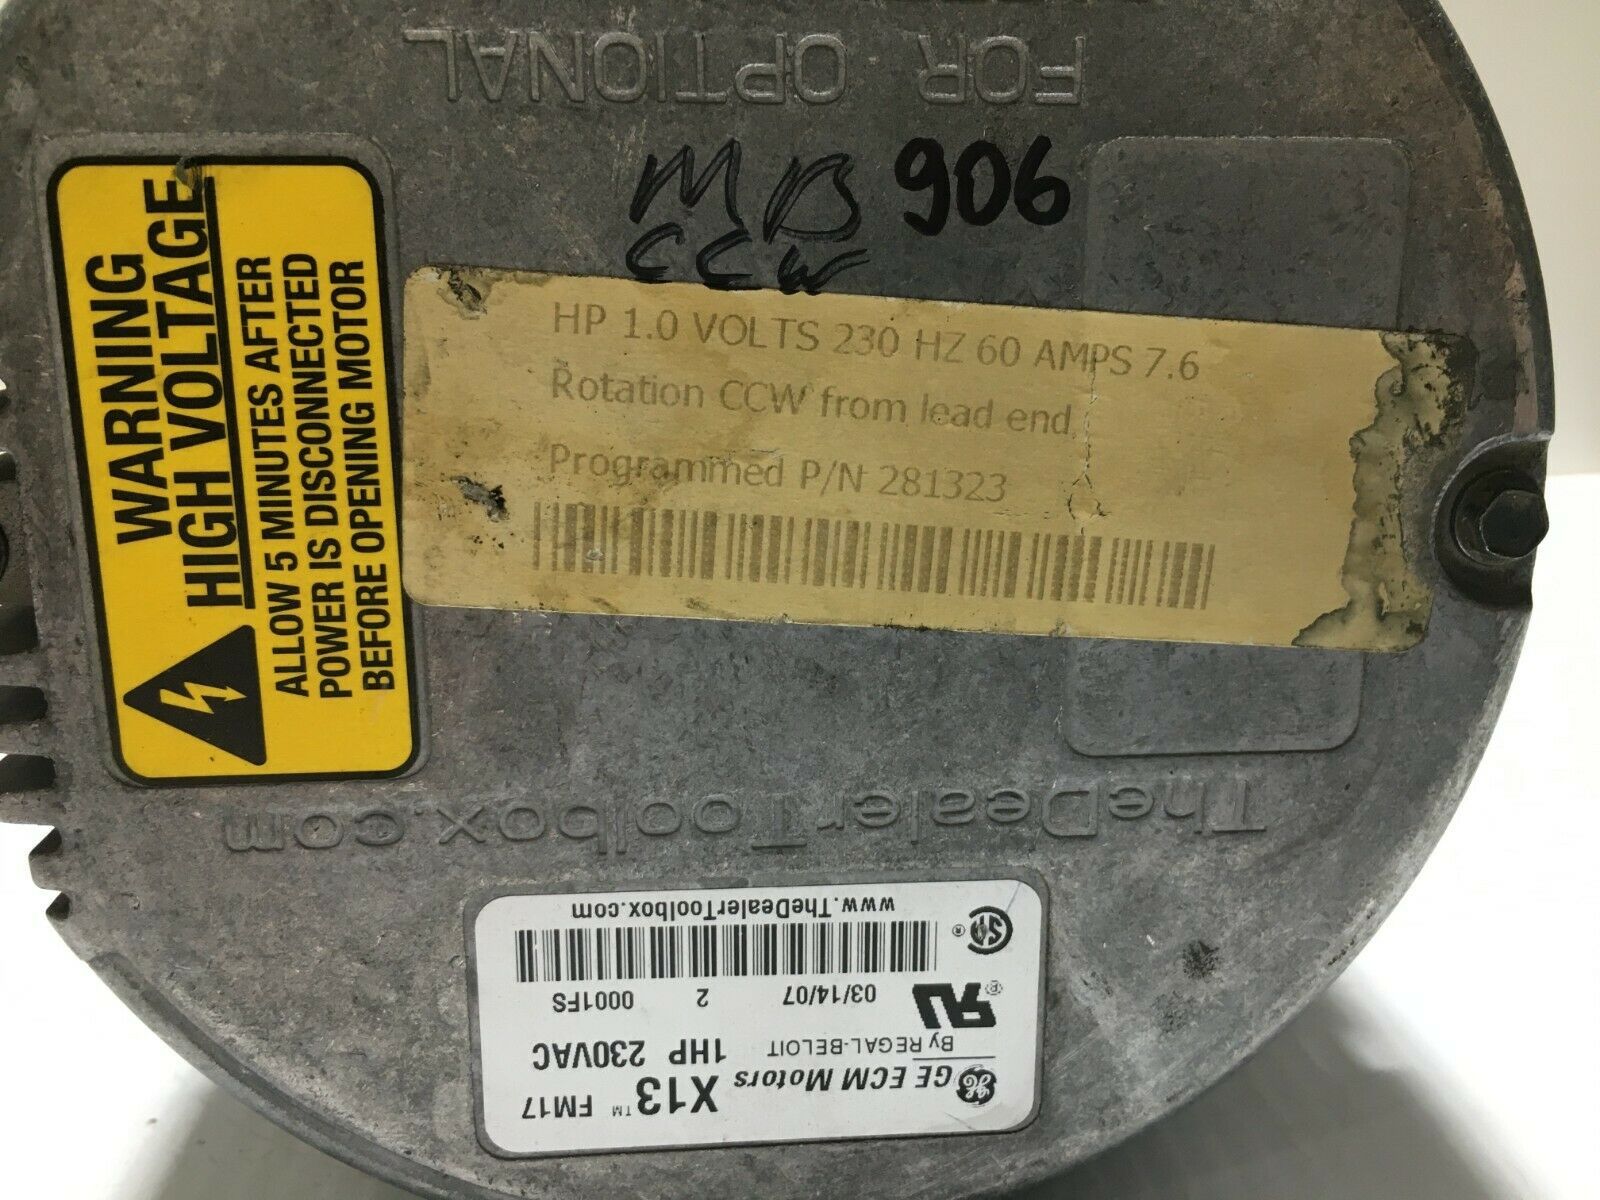 FOR OPTIONAL
MB 906
CCW
WARNING
HIGH VOLTAGE
ALLOW 5 MINUTES AFTER
POWER IS DISCONNECTED
BEFORE OPENING MOTOR
HP 1.0 VOLTS 230 HZ 60 AMPS 7.6
Rotation CCW from lead end
Programmed P/N 281323
TheDealerToolbox.com
GE ECM Motors
By REGAL-BELOIT
X13™ FM17
1HP 230VAC
03/14/07 2 0001FS
www.TheDealerToolbox.com